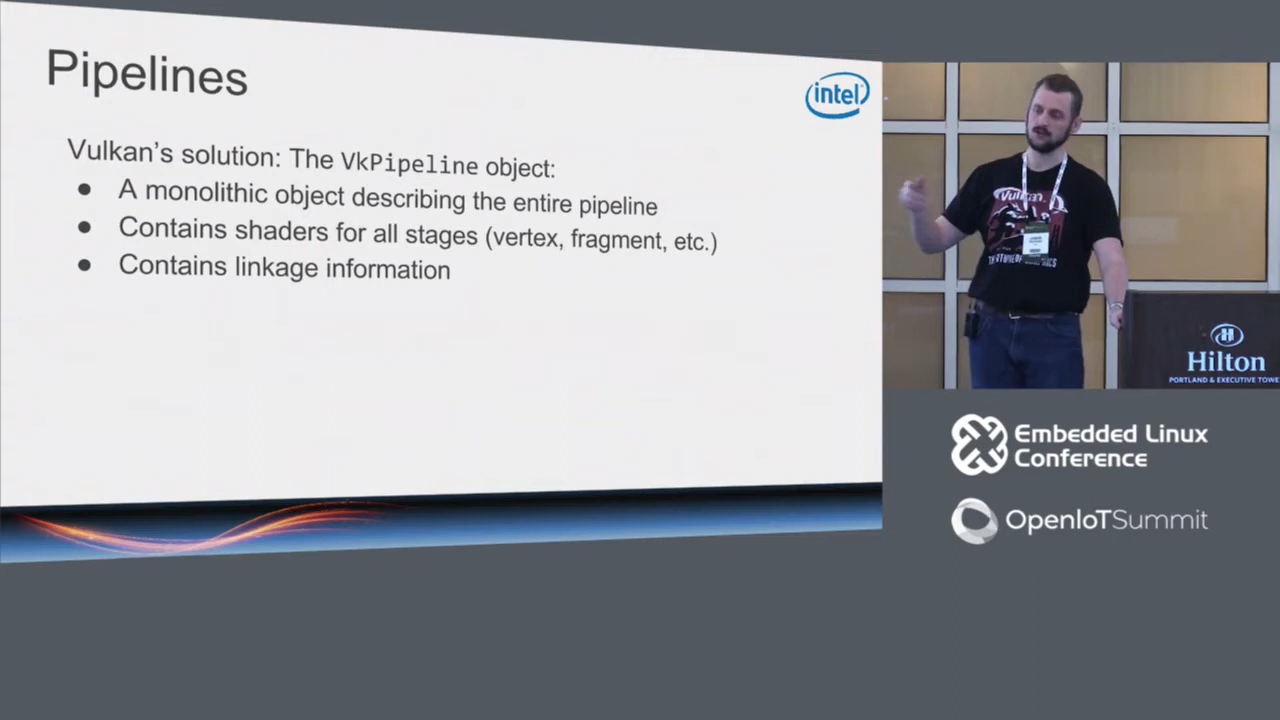 Pipelines
intel
Vulkan's solution: The VkPipeline object:
● A monolithic object describing the entire pipeline
● Contains shaders for all stages (vertex, fragment, etc.)
● Contains linkage information
Vulkan
H
Hilton
PORTLAND & EXECUTIVE TOWE
Embedded Linux
Conference
OpenIoTSummit